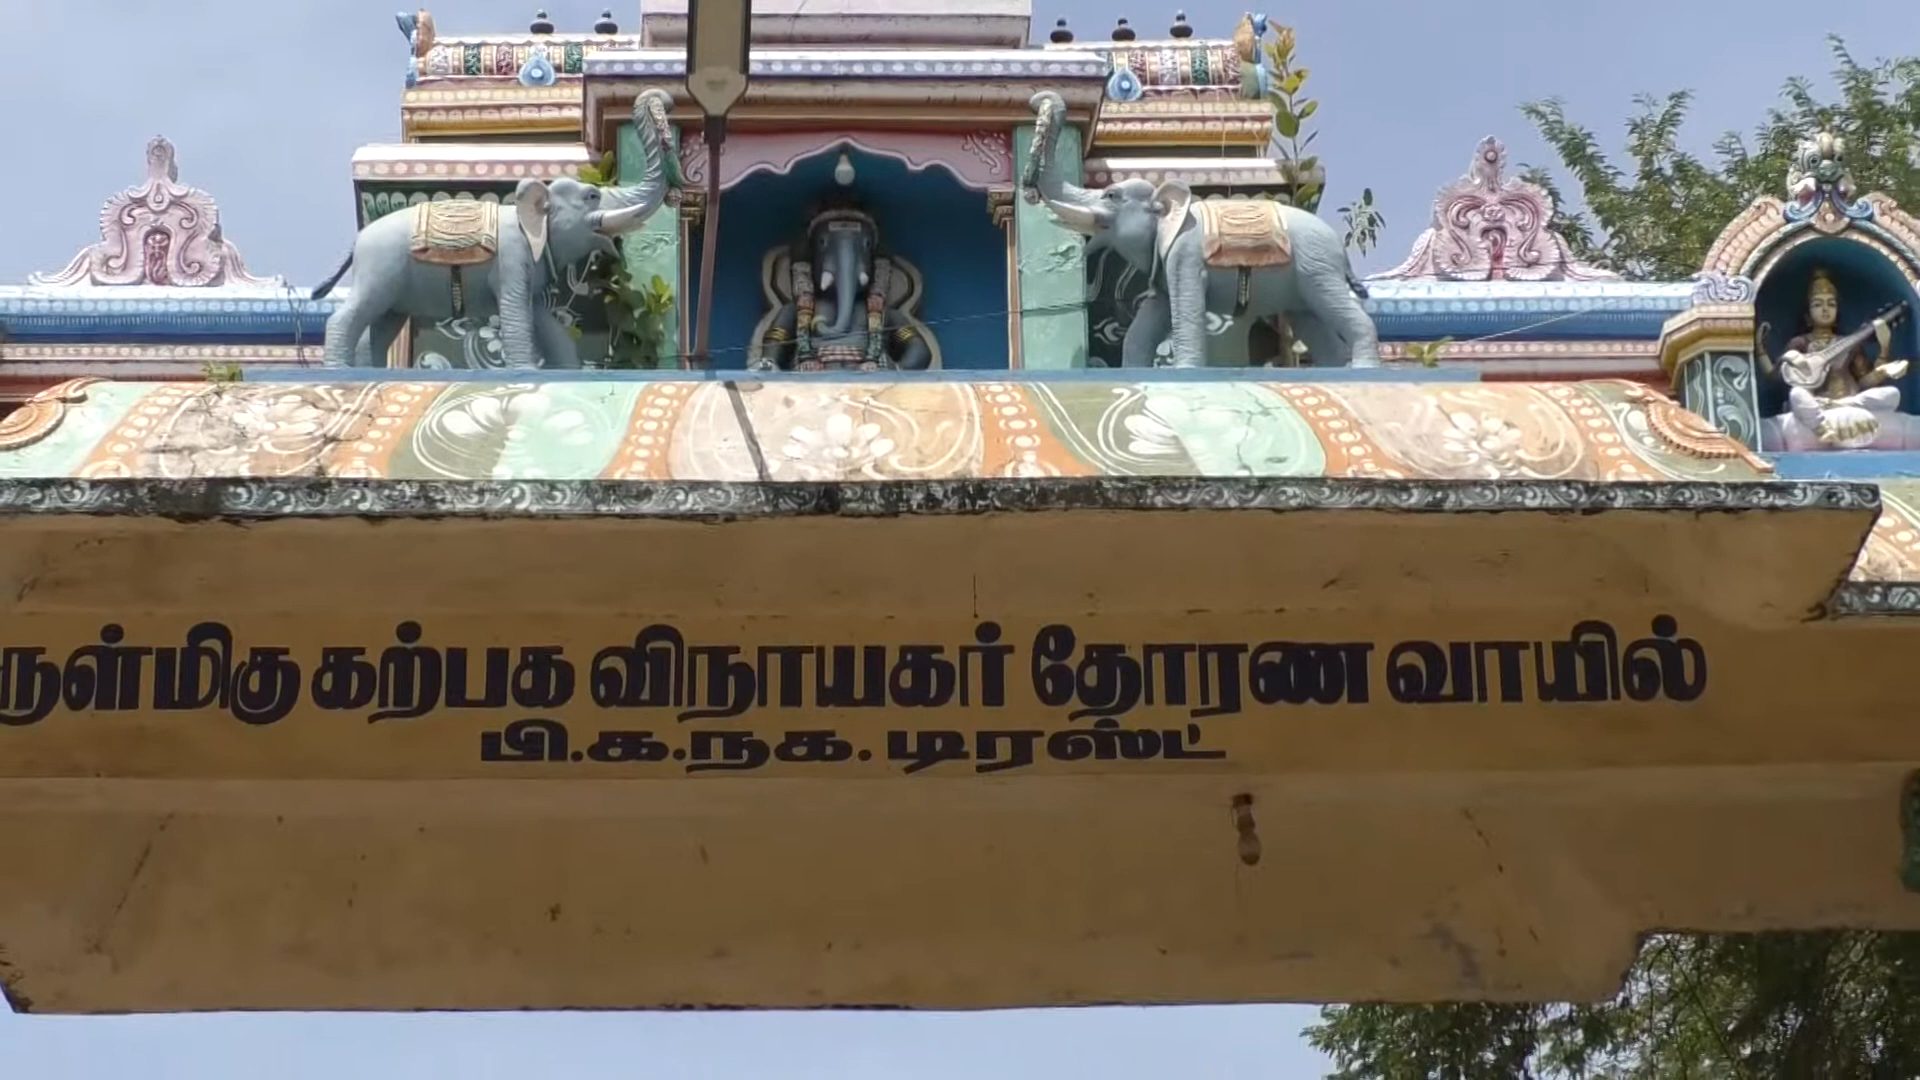 ருள்மிகு கற்பக விநாயகர் தோரண வாயில்
பி.க.நக. டிரஸ்ட்